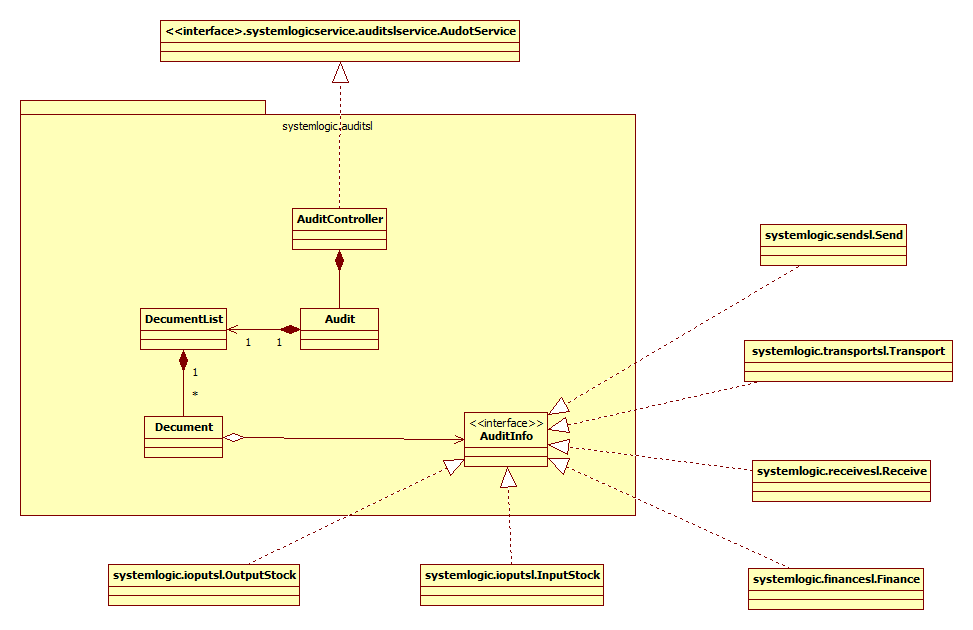 <<interface>.systemlogicservice.auditslservice.AudotService
systemlogic.auditsl
AuditController
systemlogic.sendsl.Send
DecumentList
Audit
1
1
systemlogic.transportsl.Transport
1
*
<<interface>>
AuditInfo
Document
systemlogic.receivesl.Receive
systemlogic.ioputsl.OutputStock
systemlogic.ioputsl.InputStock
systemlogic.financesl.Finance